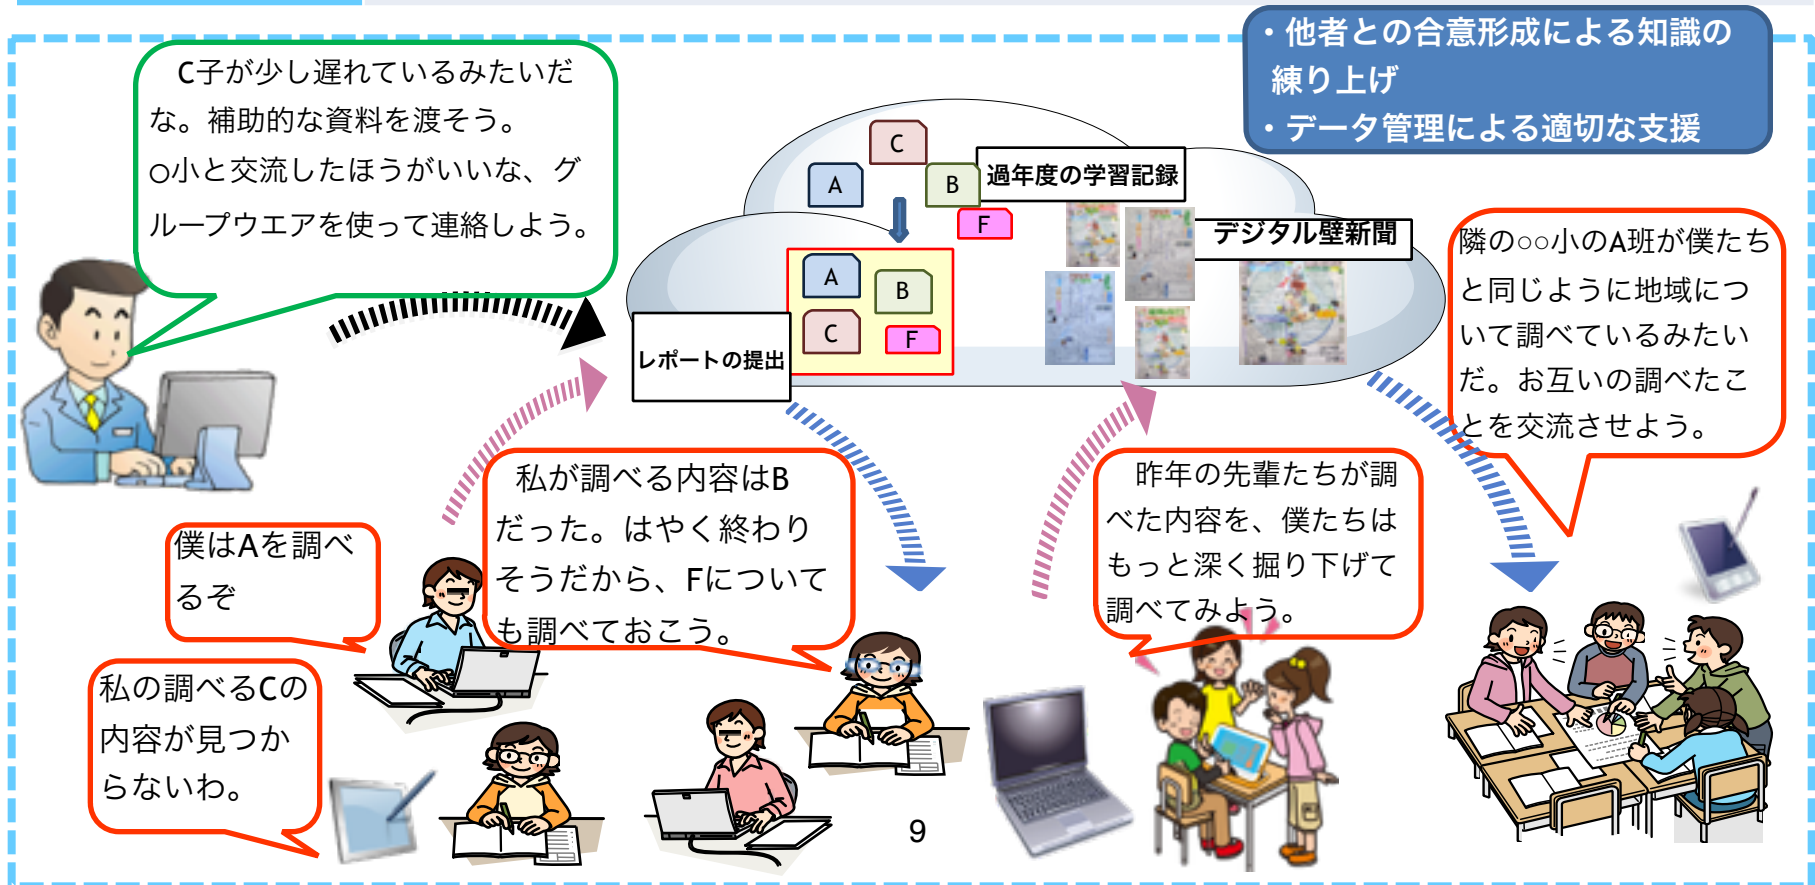 ・他者との合意形成による知識の
練り上げ
・データ管理による適切な支援
C子が少し遅れているみたいだ
な。補助的な資料を渡そう。
○小と交流したほうがいいな、グ
ループウエアを使って連絡しよう。
C
A
B
F
過年度の学習記録
デジタル壁新聞
A
B
C
F
レポートの提出
隣の○○小のA班が僕たち
と同じように地域につ
いて調べているみたい
だ。お互いの調べたこ
とを交流させよう。
私が調べる内容はB
だった。はやく終わり
そうだから、Fについて
も調べておこう。
昨年の先輩たちが調
べた内容を、僕たちは
もっと深く掘り下げて
調べてみよう。
僕はAを調べ
るぞ
私の調べるCの
内容が見つか
らないわ。
9